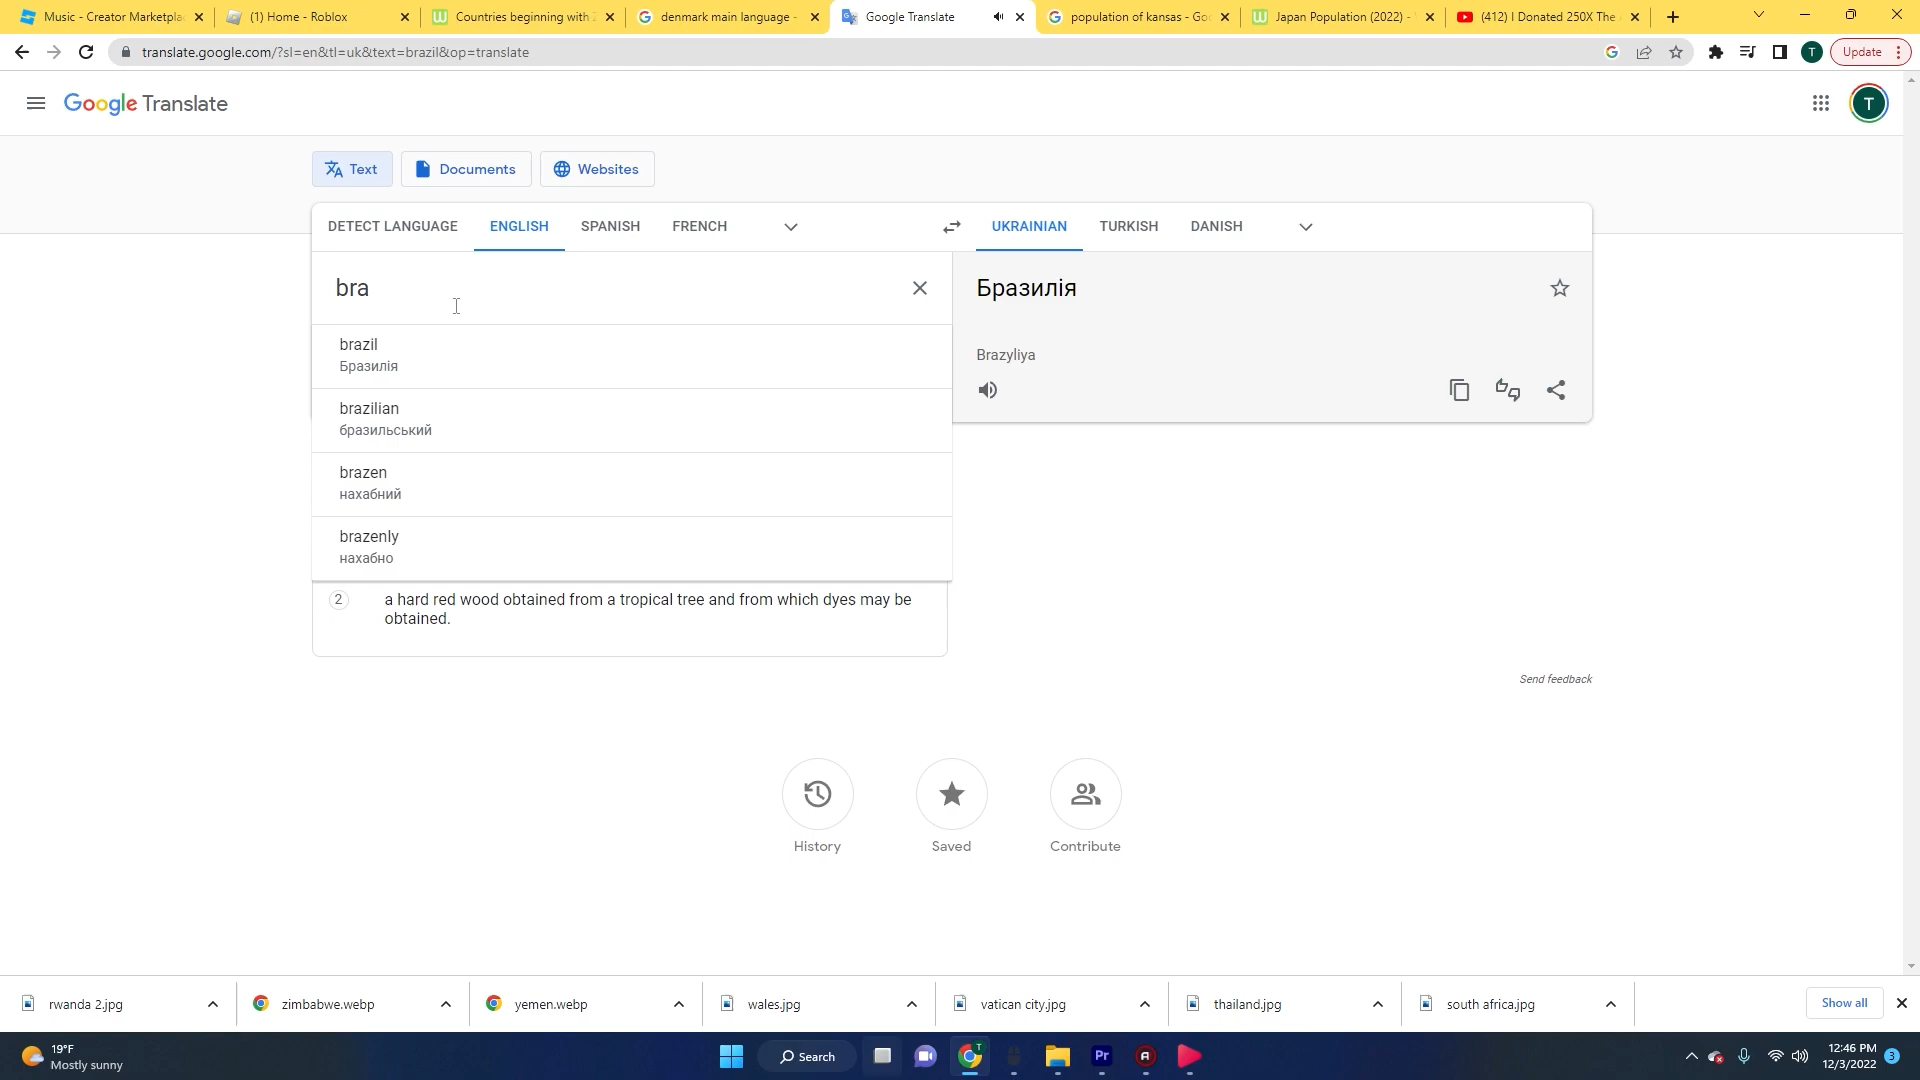 Music - Creator Marketpla
(1) Home - Roblox
Countries beginning with
denmark main language -
Google Translate
population of kansas - Go
Japan Population (2022) -
(412) I Donated 250X The
translate.google.com/?sl=en&tl=uk&text=brazil&op=translate
T
Update
Google Translate
T
Text
Documents
Websites
DETECT LANGUAGE
ENGLISH
SPANISH
FRENCH
UKRAINIAN
TURKISH
DANISH
bra
Бразилія
brazil
Бразилія
Brazyliya
brazilian
бразильський
brazen
нахабний
brazenly
нахабно
2
a hard red wood obtained from a tropical tree and from which dyes may be
obtained.
Send feedback
History
Saved
Contribute
rwanda 2.jpg
zimbabwe.webp
yemen.webp
wales.jpg
vatican city.jpg
thailand.jpg
south africa.jpg
Show all
19°F
Mostly sunny
Search
T
Pr
12:46 PM
12/3/2022
3